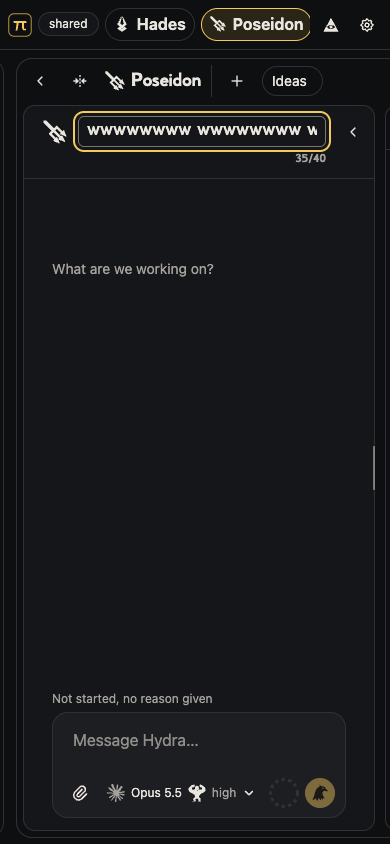 π shared Hades Poseidon
Poseidon + Ideas
wwwwwwww wwwwwwww w
35/40
What are we working on?
Not started, no reason given
Message Hydra...
Opus 5.5 high